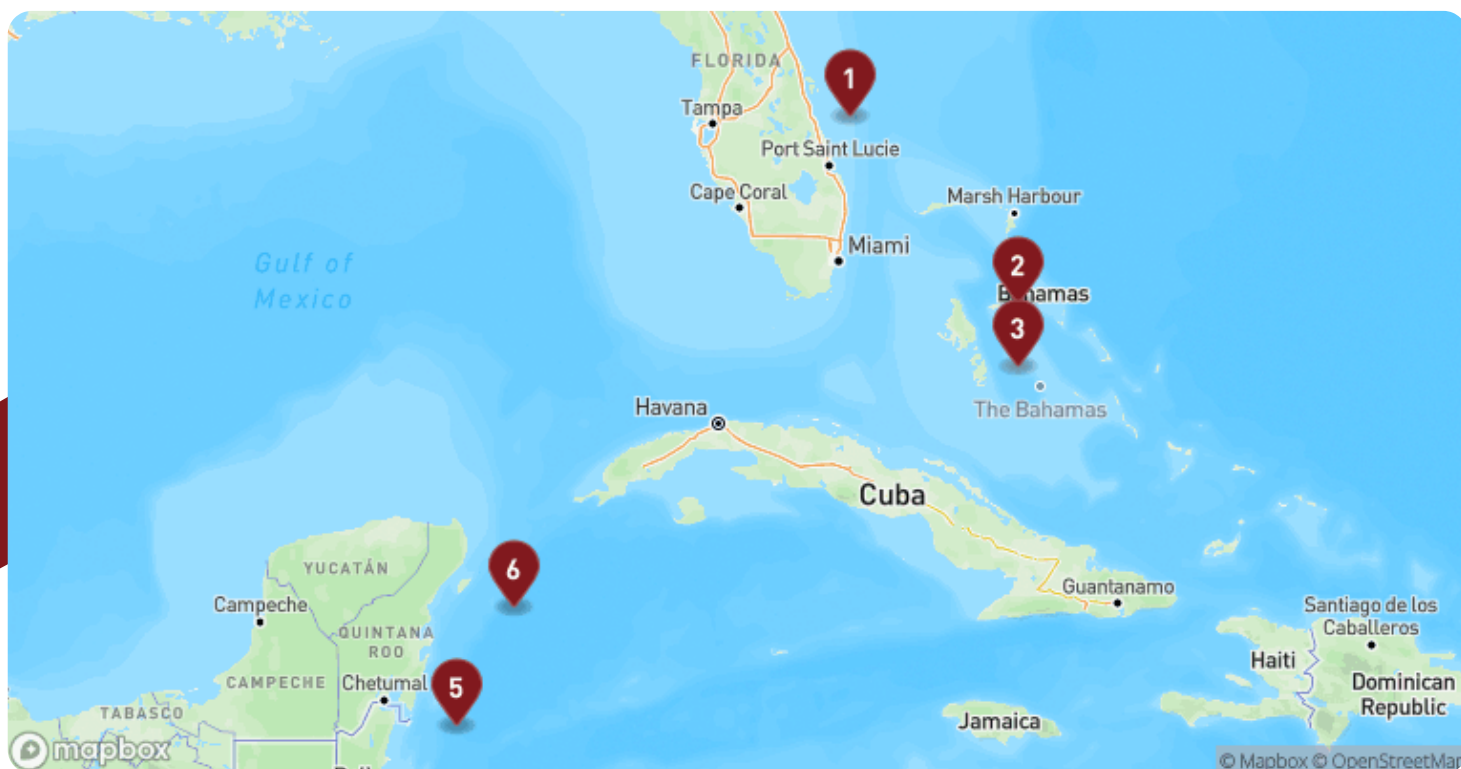 FLORIDA
1
Tampa
Port Saint Lucie
Cape Coral
Marsh Harbour
Miami
Gulf of
Mexico
2
Bahamas
3
The Bahamas
Havana
Cuba
6
YUCATÁN
Guantanamo
Campeche
Santiago de los
Caballeros
QUINTANA
ROO
Haiti
CAMPECHE
Chetumal
5
Dominican
Republic
TABASCO
Jamaica
mapbox
© Mapbox © OpenStreetMap